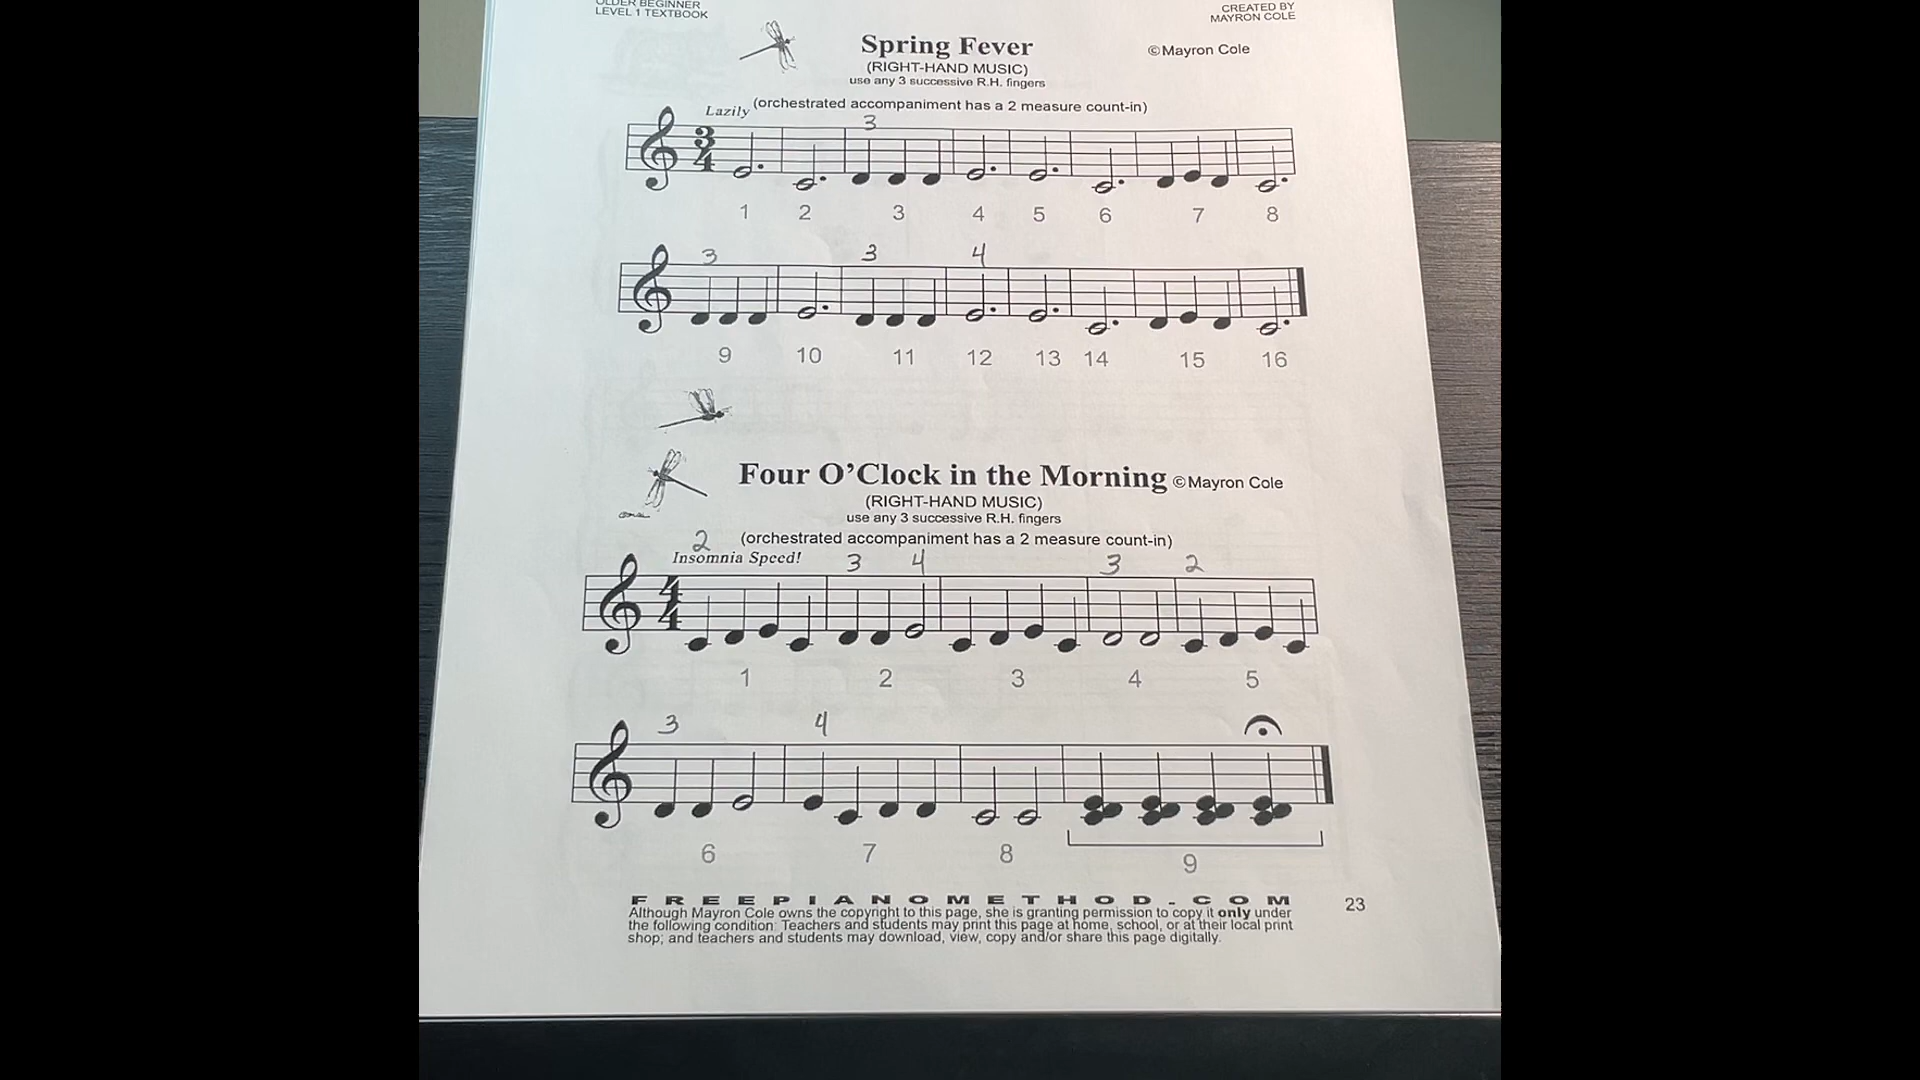 OLDER BEGINNER
LEVEL 1 TEXTBOOK
CREATED BY
MAYRON COLE
Spring Fever
©Mayron Cole
(RIGHT-HAND MUSIC)
use any 3 successive R.H. fingers
Lazily (orchestrated accompaniment has a 2 measure count-in)
3
3
4
1 2 3 4 5 6 7 8
3 3 4
9 10 11 12 13 14 15 16
Four O'Clock in the Morning ©Mayron Cole
(RIGHT-HAND MUSIC)
use any 3 successive R.H. fingers
2 (orchestrated accompaniment has a 2 measure count-in)
Insomnia Speed! 3 4 3 2
4
4
1 2 3 4 5
3 4
6 7 8 9
FREEPIANOMETHOD.COM
23
Although Mayron Cole owns the copyright to this page, she is granting permission to copy it only under
the following condition: Teachers and students may print this page at home, school, or at their local print
shop; and teachers and students may download, view, copy and/or share this page digitally.